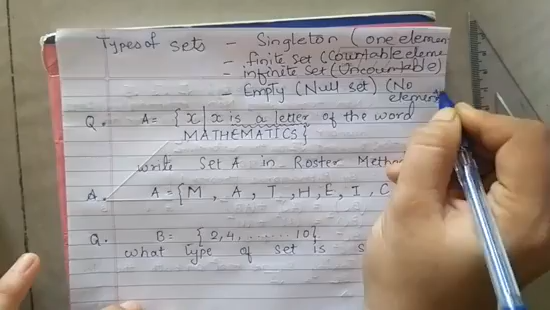 Types of sets - Singleton (one elemen
- finite set (Countable eleme
- infinite set (Uncountable)
- Empty (Null set) (No
elemen
Q. A = { x | x is a letter of the word
MATHEMATICS}
write Set A in Roster Metho
A. A = {M , A , T , H , E , I , C
Q. B = { 2, 4, ....... 10}
what type of set is